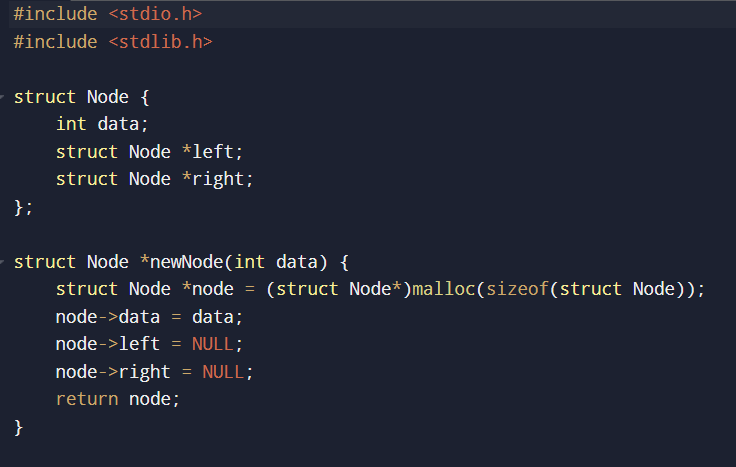 #include <stdio.h>
#include <stdlib.h>

struct Node {
    int data;
    struct Node *left;
    struct Node *right;
};

struct Node *newNode(int data) {
    struct Node *node = (struct Node*)malloc(sizeof(struct Node));
    node->data = data;
    node->left = NULL;
    node->right = NULL;
    return node;
}